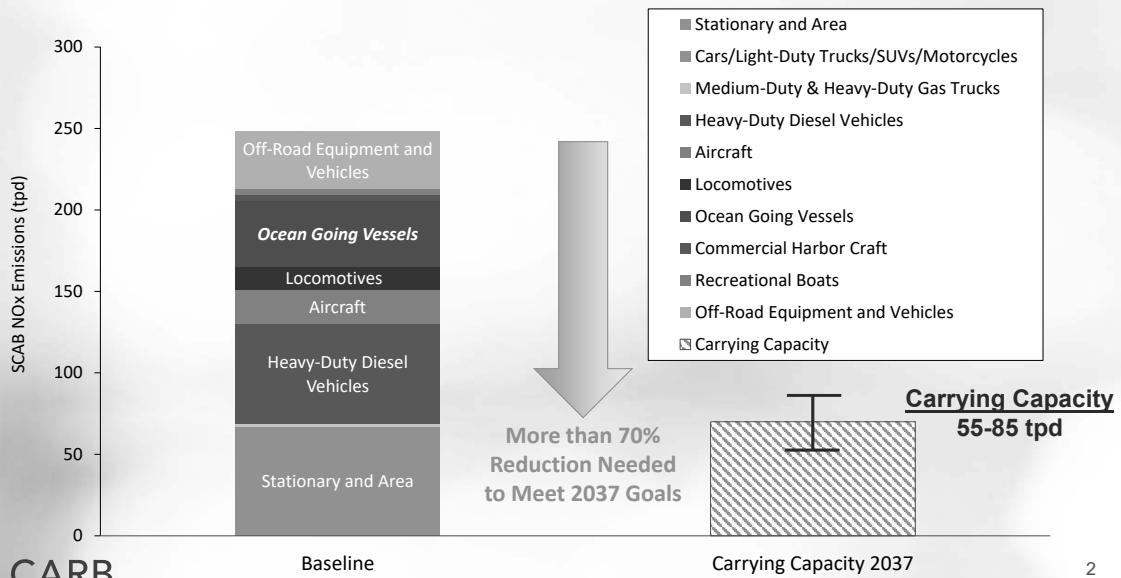 300
250
200
150
100
50
0
SCAB NOx Emissions (tpd)
Off-Road Equipment and
Vehicles
Ocean Going Vessels
Locomotives
Aircraft
Heavy-Duty Diesel
Vehicles
Stationary and Area
Baseline
More than 70%
Reduction Needed
to Meet 2037 Goals
Stationary and Area
Cars/Light-Duty Trucks/SUVs/Motorcycles
Medium-Duty & Heavy-Duty Gas Trucks
Heavy-Duty Diesel Vehicles
Aircraft
Locomotives
Ocean Going Vessels
Commercial Harbor Craft
Recreational Boats
Off-Road Equipment and Vehicles
Carrying Capacity
Carrying Capacity
55-85 tpd
Carrying Capacity 2037
CARB
2